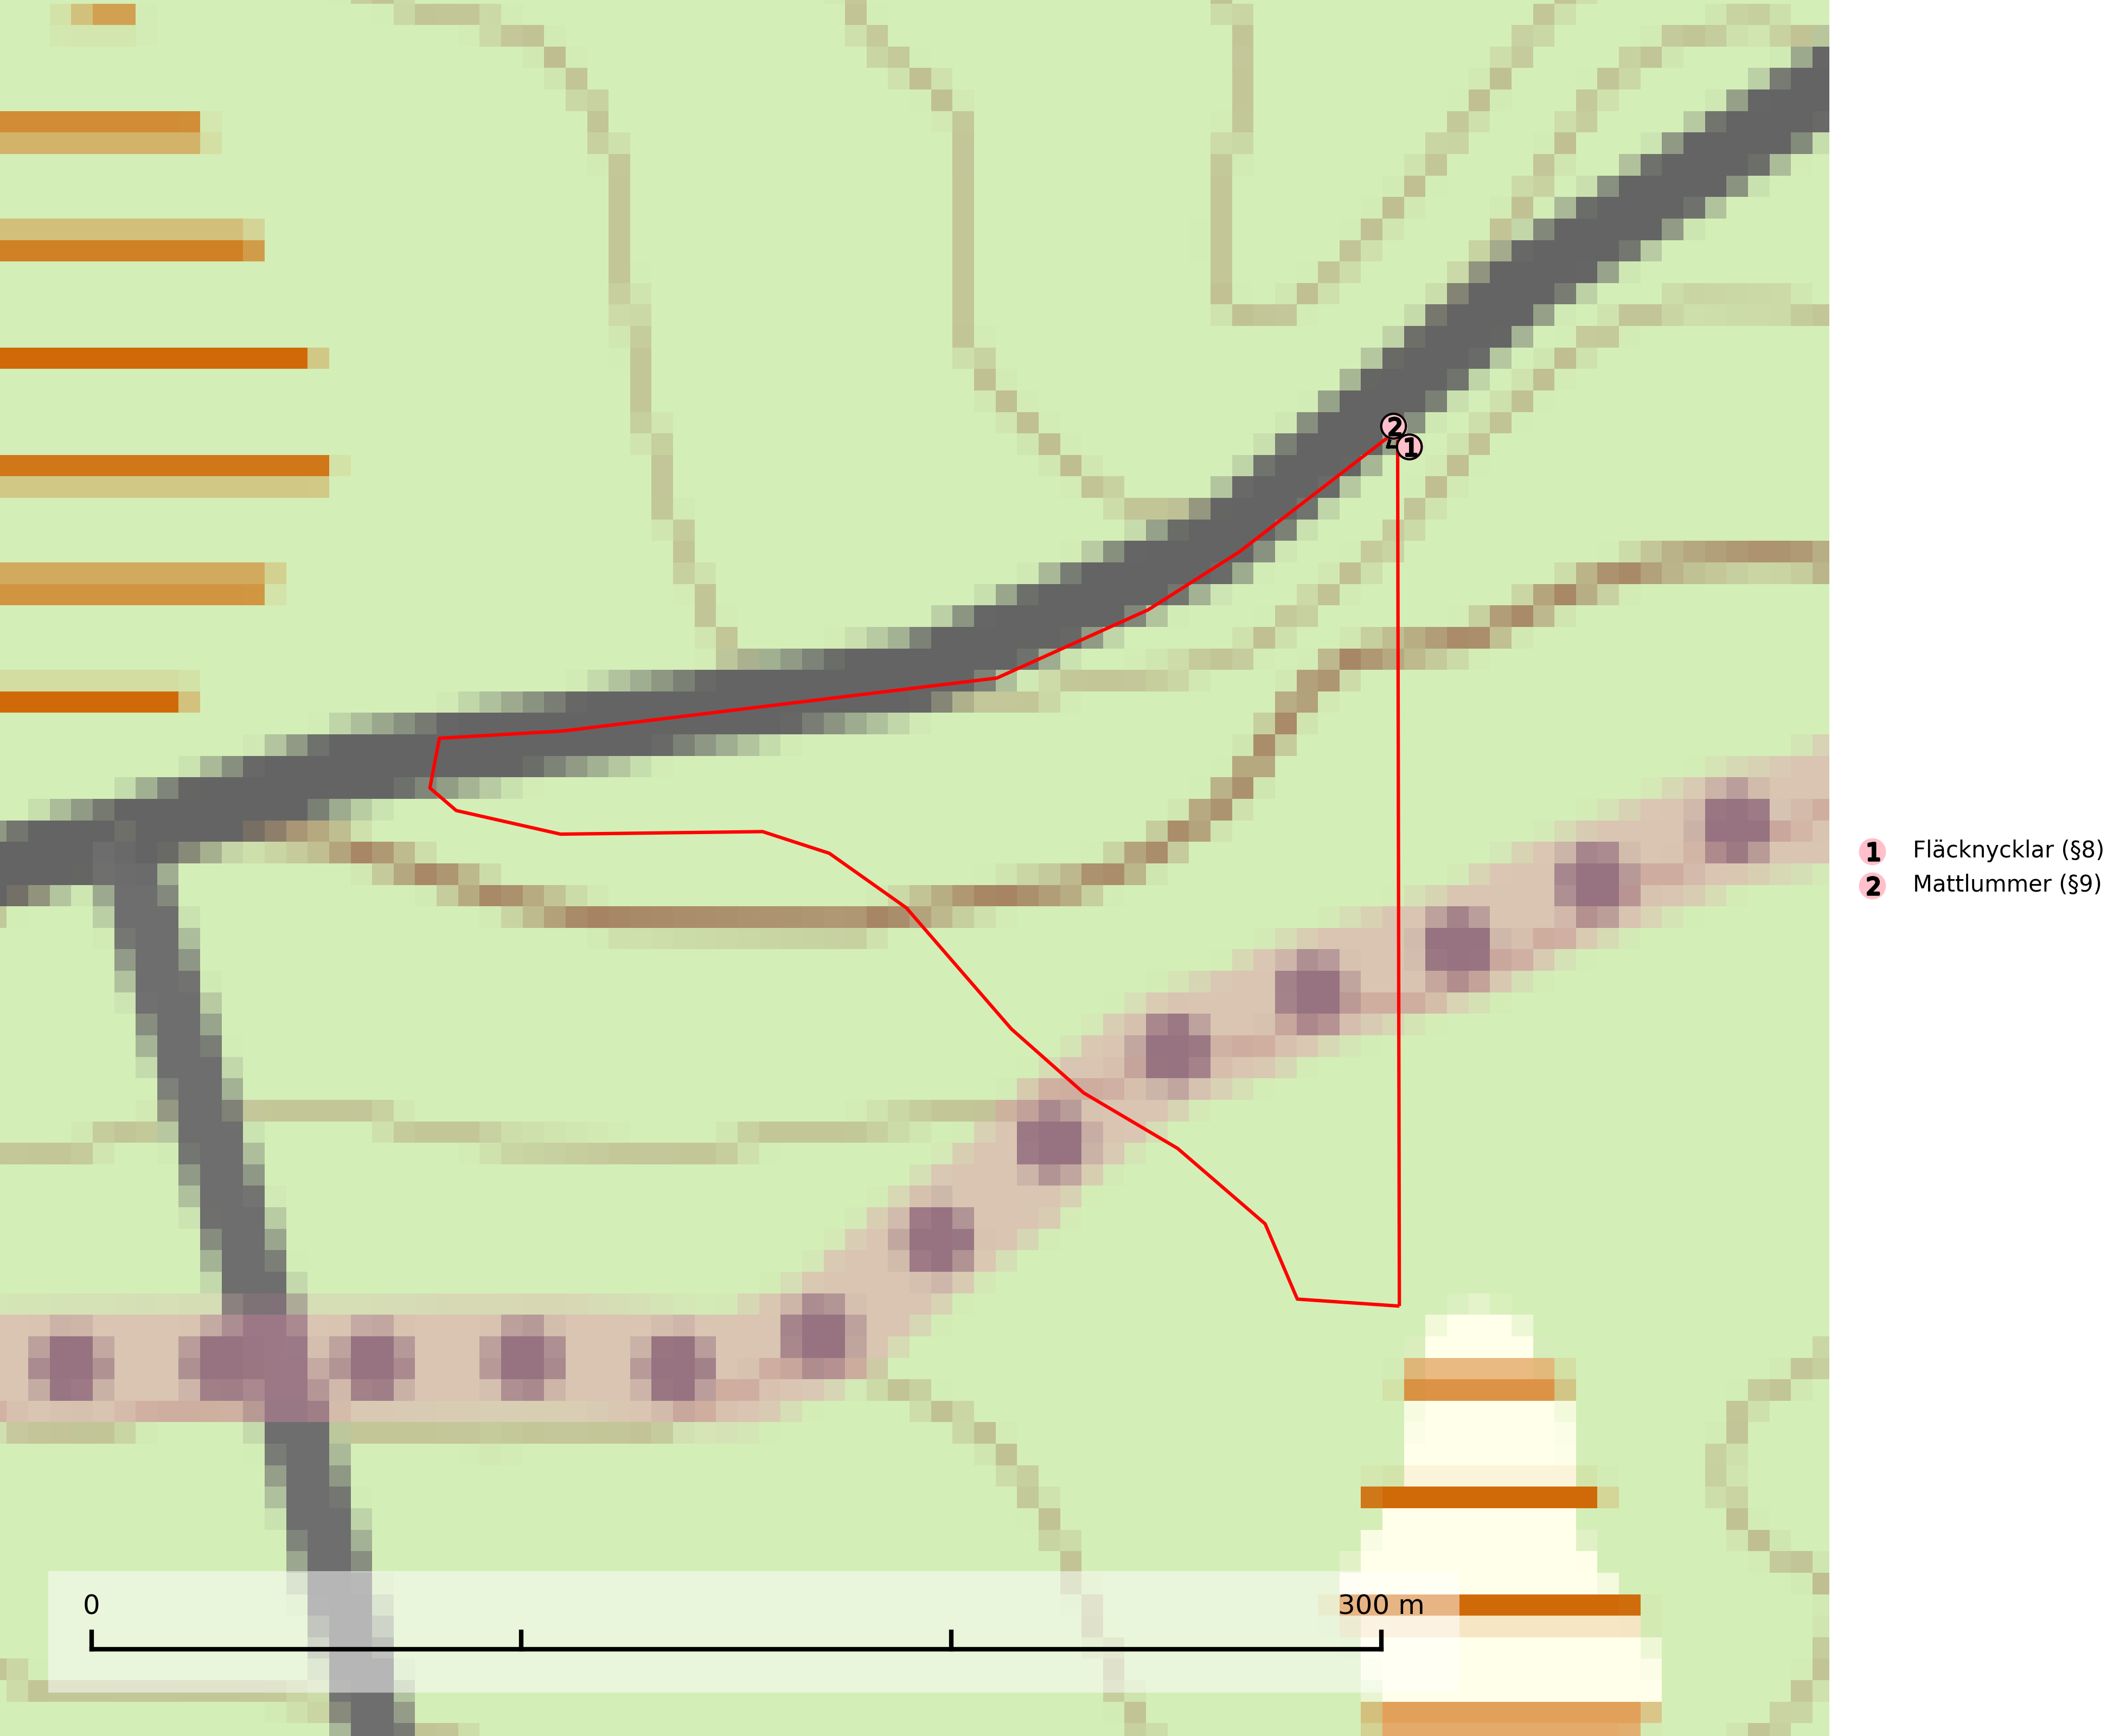 2
1
1 Fläcknycklar (§8)
2 Mattlummer (§9)
0 300 m